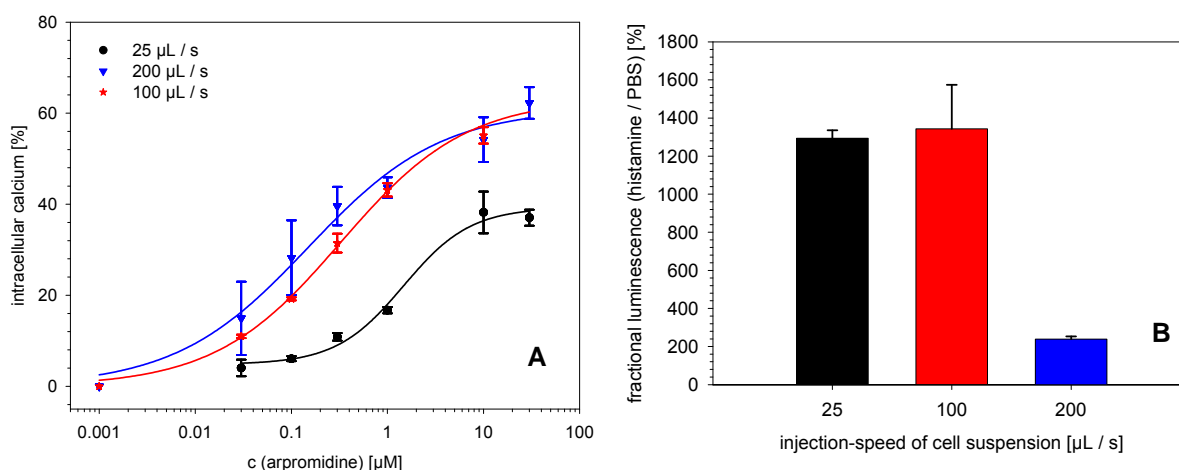 80
60
40
20
0
intracellular calcium [%]
25 µL / s
200 µL / s
100 µL / s
A
0.001
0.01
0.1
1
10
100
c (arpromidine) [µM]
1800
1600
1400
1200
1000
800
600
400
200
0
fractional luminescence (histamine / PBS) [%]
B
25
100
200
injection-speed of cell suspension [µL / s]